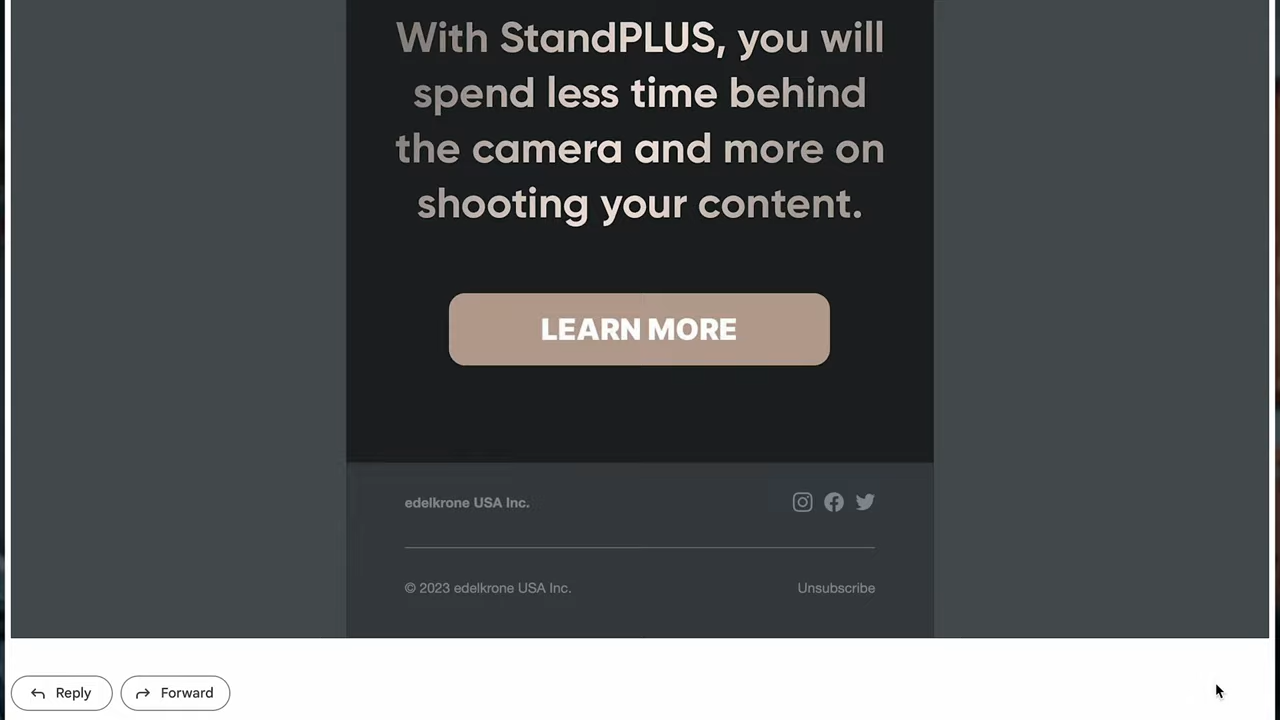 With StandPLUS, you will
spend less time behind
the camera and more on
shooting your content.
LEARN MORE
edelkrone USA Inc.
© 2023 edelkrone USA Inc.
Unsubscribe
Reply
Forward